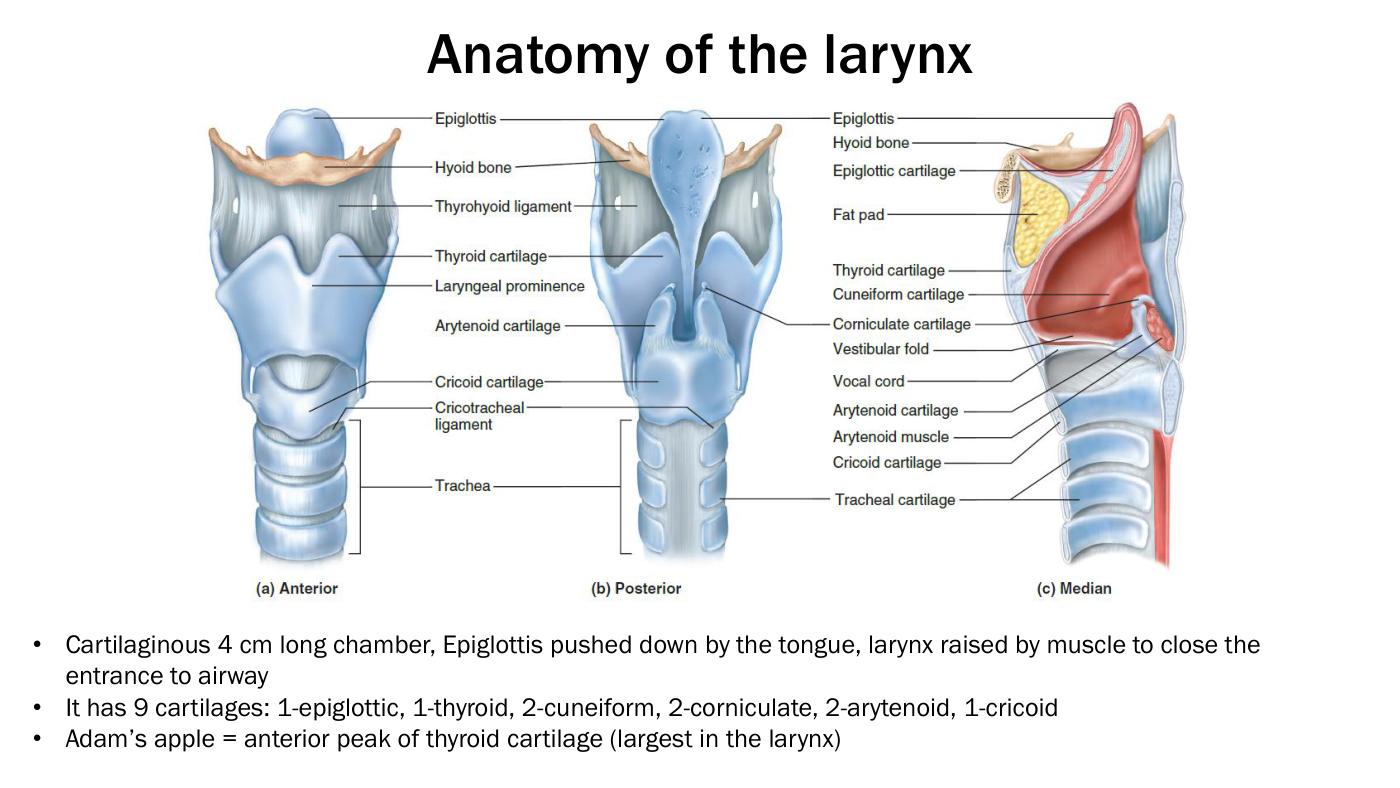 Anatomy of the larynx
Epiglottis
Hyoid bone
Thyrohyoid ligament
Thyroid cartilage
Laryngeal prominence
Arytenoid cartilage
Cricoid cartilage
Cricotracheal
ligament
Trachea
Epiglottis
Hyoid bone
Epiglottic cartilage
Fat pad
Thyroid cartilage
Cuneiform cartilage
Corniculate cartilage
Vestibular fold
Vocal cord
Arytenoid cartilage
Arytenoid muscle
Cricoid cartilage
Tracheal cartilage
(a) Anterior
(b) Posterior
(c) Median
• Cartilaginous 4 cm long chamber, Epiglottis pushed down by the tongue, larynx raised by muscle to close the
entrance to airway
• It has 9 cartilages: 1-epiglottic, 1-thyroid, 2-cuneiform, 2-corniculate, 2-arytenoid, 1-cricoid
• Adam’s apple = anterior peak of thyroid cartilage (largest in the larynx)